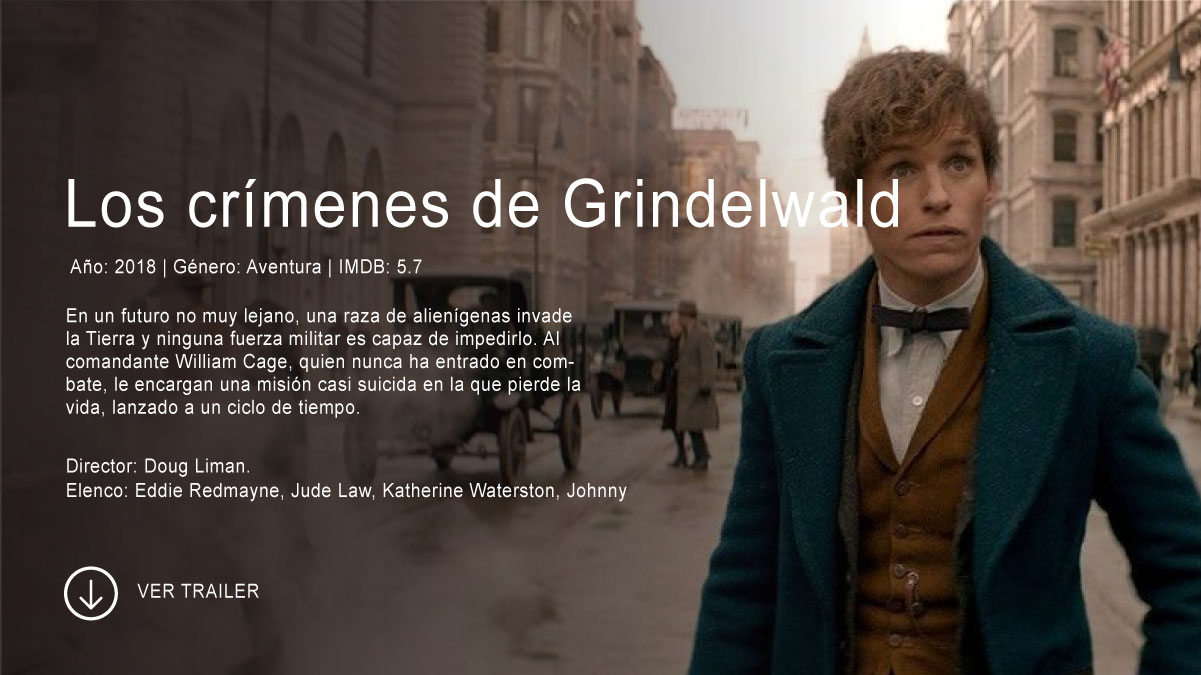 Los crímenes de Grindelwald
Año: 2018 | Género: Aventura | IMDB: 5.7
En un futuro no muy lejano, una raza de alienígenas invade
la Tierra y ninguna fuerza militar es capaz de impedirlo. Al
comandante William Cage, quien nunca ha entrado en com-
bate, le encargan una misión casi suicida en la que pierde la
vida, lanzado a un ciclo de tiempo.
Director: Doug Liman.
Elenco: Eddie Redmayne, Jude Law, Katherine Waterston, Johnny
VER TRAILER